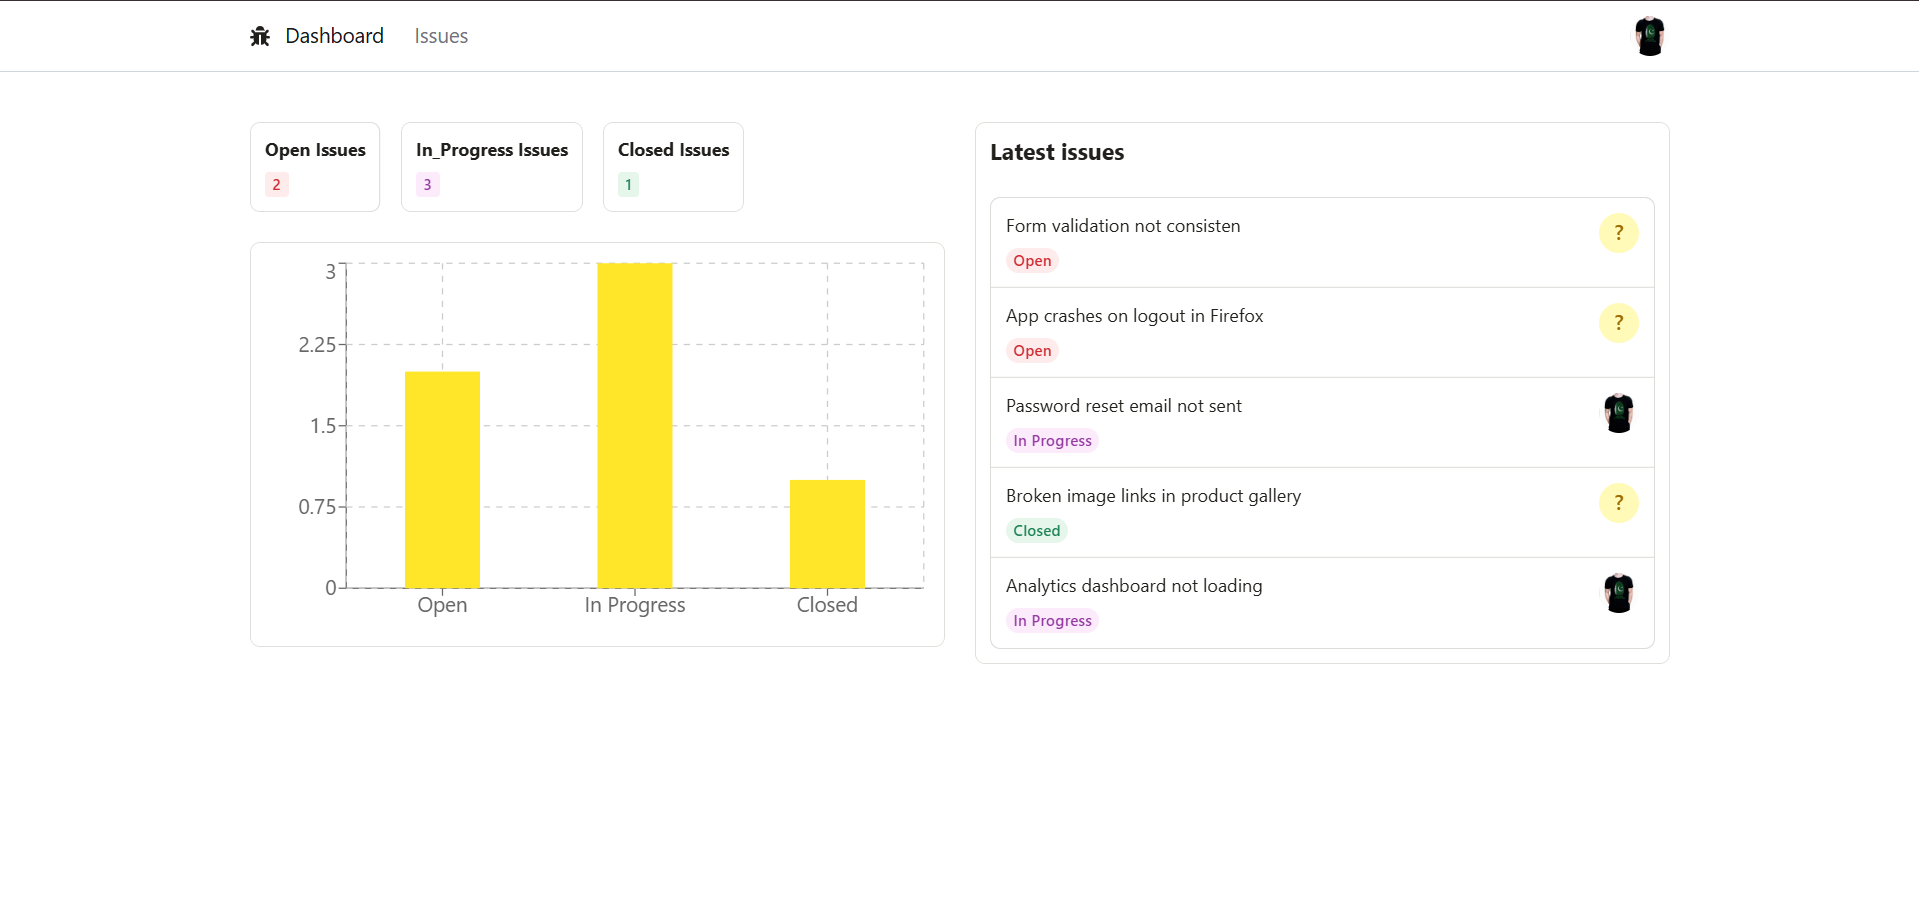 Dashboard Issues
Open Issues
2
In_Progress Issues
3
Closed Issues
1
3
2.25
1.5
0.75
0
Open In Progress Closed
Latest issues
Form validation not consisten
Open
?
App crashes on logout in Firefox
Open
?
Password reset email not sent
In Progress
Broken image links in product gallery
Closed
?
Analytics dashboard not loading
In Progress